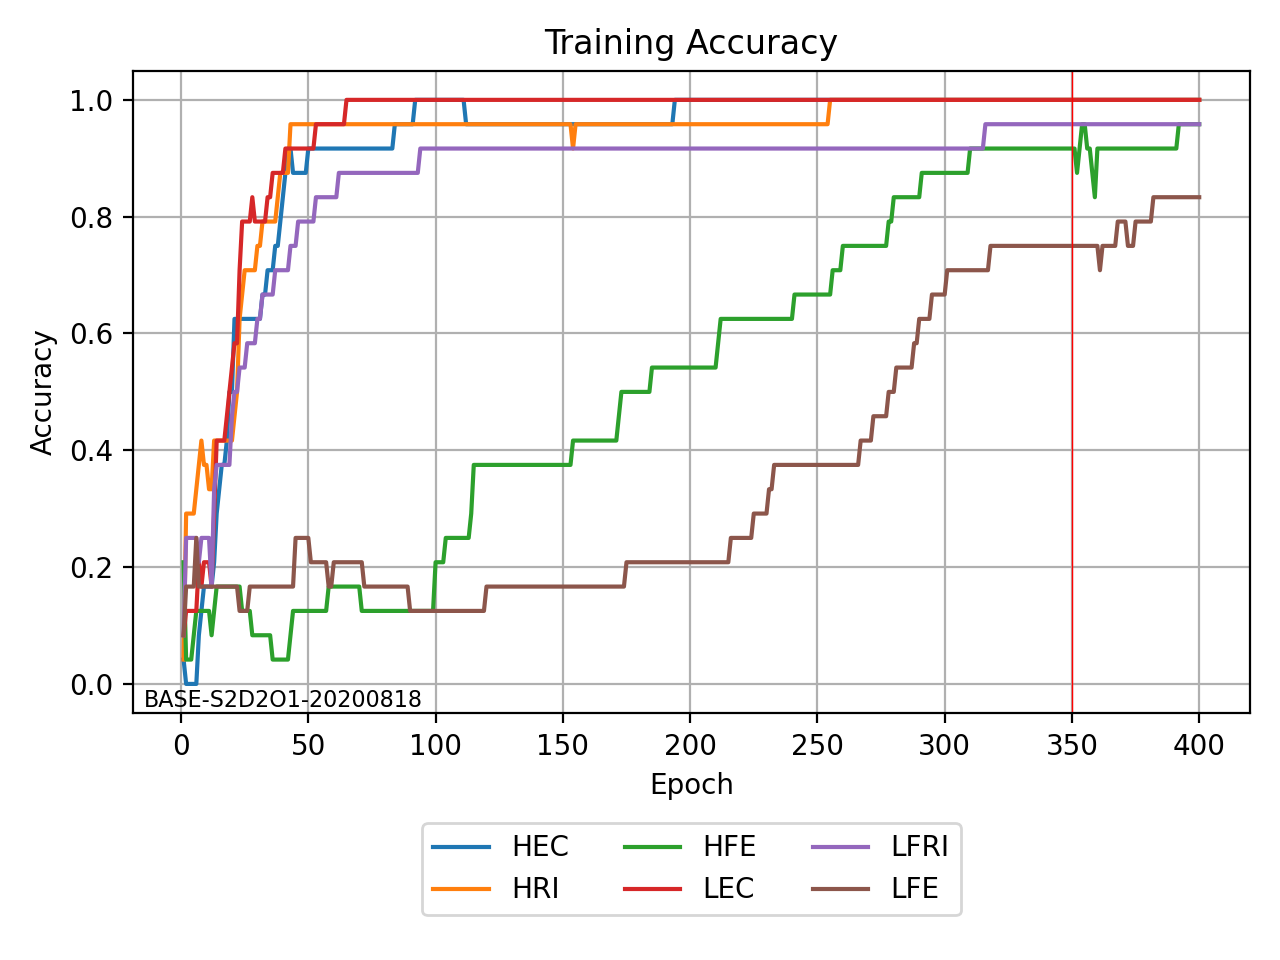 Training Accuracy
1.0
0.8
0.6
0.4
0.2
0.0
Accuracy
BASE-S2D2O1-20200818
0 50 100 150 200 250 300 350 400
Epoch
HEC HFE LFRI
HRI LEC LFE